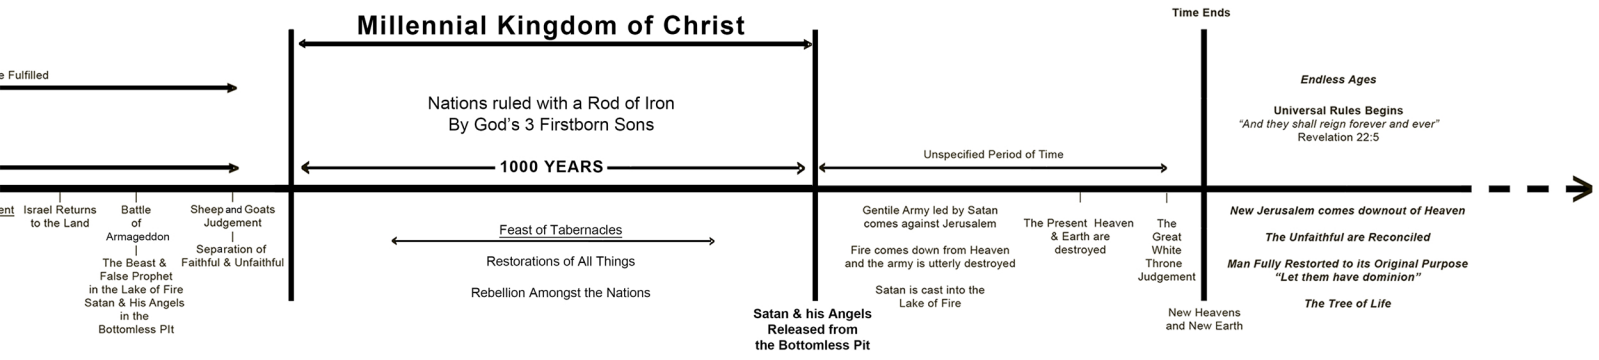 Time Ends
Millennial Kingdom of Christ
e Fulfilled
Endless Ages
Nations ruled with a Rod of Iron
By God's 3 Firstborn Sons
Universal Rules Begins
“And they shall reign forever and ever”
Revelation 22:5
1000 YEARS
Unspecified Period of Time
ent
Israel Returns
to the Land
Battle
of
Armageddon
The Beast &
False Prophet
in the Lake of Fire
Satan & His Angels
in the
Bottomless PIt
Sheep and Goats
Judgement
Separation of
Faithful & Unfaithful
Feast of Tabernacles
Restorations of All Things
Rebellion Amongst the Nations
Satan & his Angels
Released from
the Bottomless Pit
Gentile Army led by Satan
comes against Jerusalem
Fire comes down from Heaven
and the army is utterly destroyed
Satan is cast into the
Lake of Fire
The Present Heaven
& Earth are
destroyed
The
Great
White
Throne
Judgement
New Heavens
and New Earth
New Jerusalem comes downout of Heaven
The Unfaithful are Reconciled
Man Fully Restorted to its Original Purpose
“Let them have dominion”
The Tree of Life